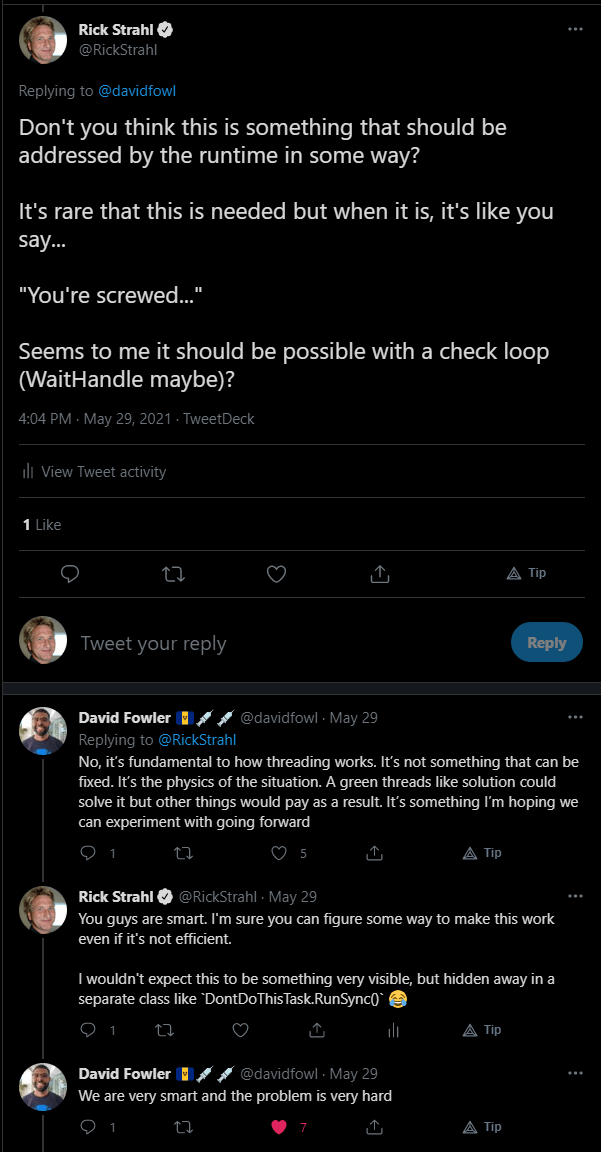 Rick Strahl
@RickStrahl
Replying to @davidfowl
Don't you think this is something that should be
addressed by the runtime in some way?
It's rare that this is needed but when it is, it's like you
say...
"You're screwed..."
Seems to me it should be possible with a check loop
(WaitHandle maybe)?
4:04 PM · May 29, 2021 · TweetDeck
View Tweet activity
1 Like
Tip
Tweet your reply
Reply
David Fowler 🇧🇧💉💉 @davidfowl · May 29
Replying to @RickStrahl
No, it’s fundamental to how threading works. It’s not something that can be
fixed. It’s the physics of the situation. A green threads like solution could
solve it but other things would pay as a result. It’s something I’m hoping we
can experiment with going forward
1 5 Tip
Rick Strahl @RickStrahl · May 29
You guys are smart. I'm sure you can figure some way to make this work
even if it's not efficient.
I wouldn't expect this to be something very visible, but hidden away in a
separate class like `DontDoThisTask.RunSync()` 😂
1 Tip
David Fowler 🇧🇧💉💉 @davidfowl · May 29
We are very smart and the problem is very hard
1 7 Tip